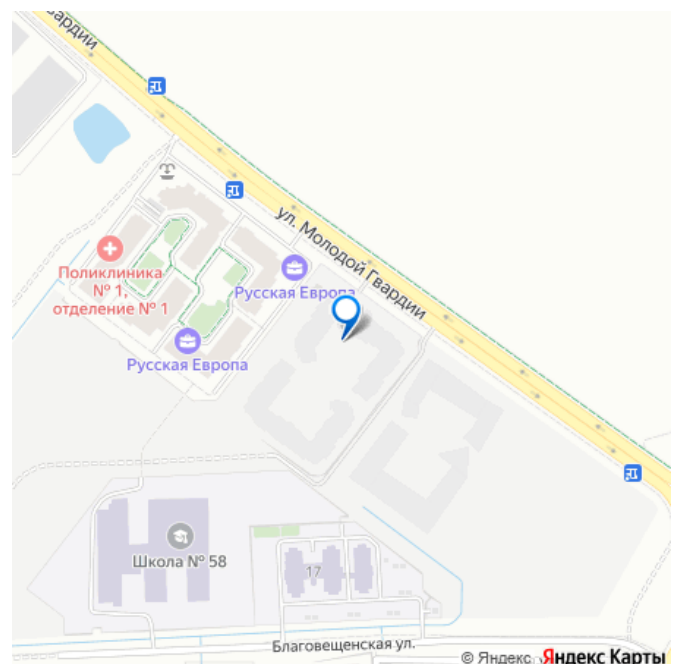 Гвардии
ул. Молодой Гвардии
Поликлиника
№ 1,
отделение № 1
Русская Европа
Русская Европа
Школа № 58
17
Благовещенская ул.
© Яндекс
Яндекс Карты